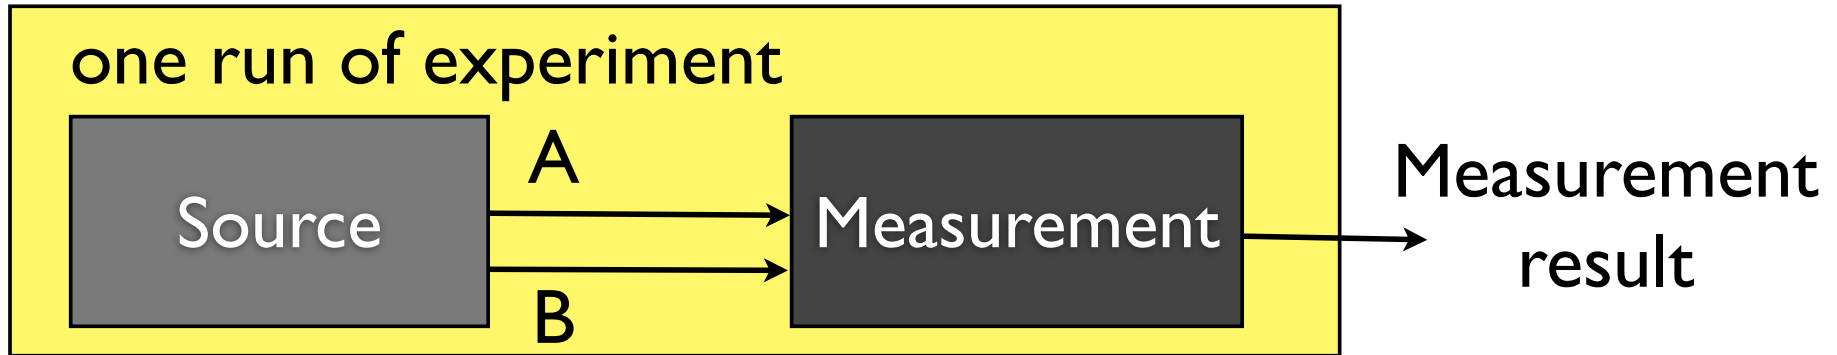 one run of experiment
Source
A
B
Measurement
Measurement
result